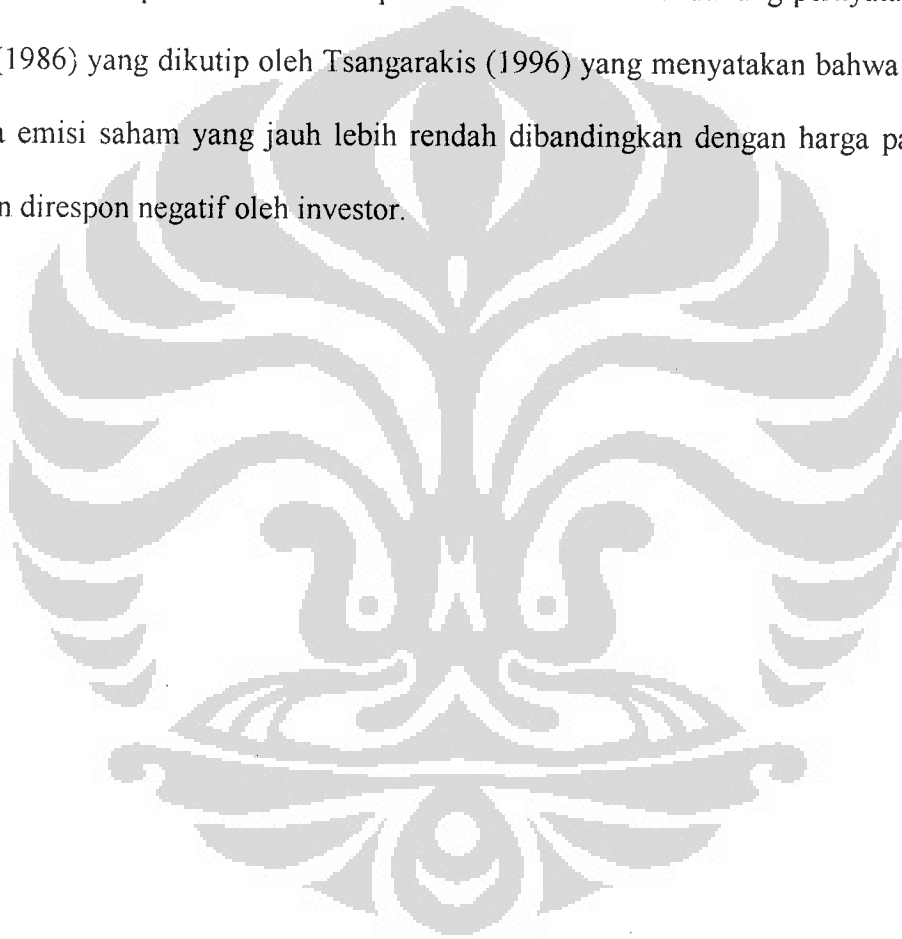 (1986) yang dikutip oleh Tsangarakis (1996) yang menyatakan bahwa
emisi saham yang jauh lebih rendah dibandingkan dengan harga
direspon negatif oleh investor.